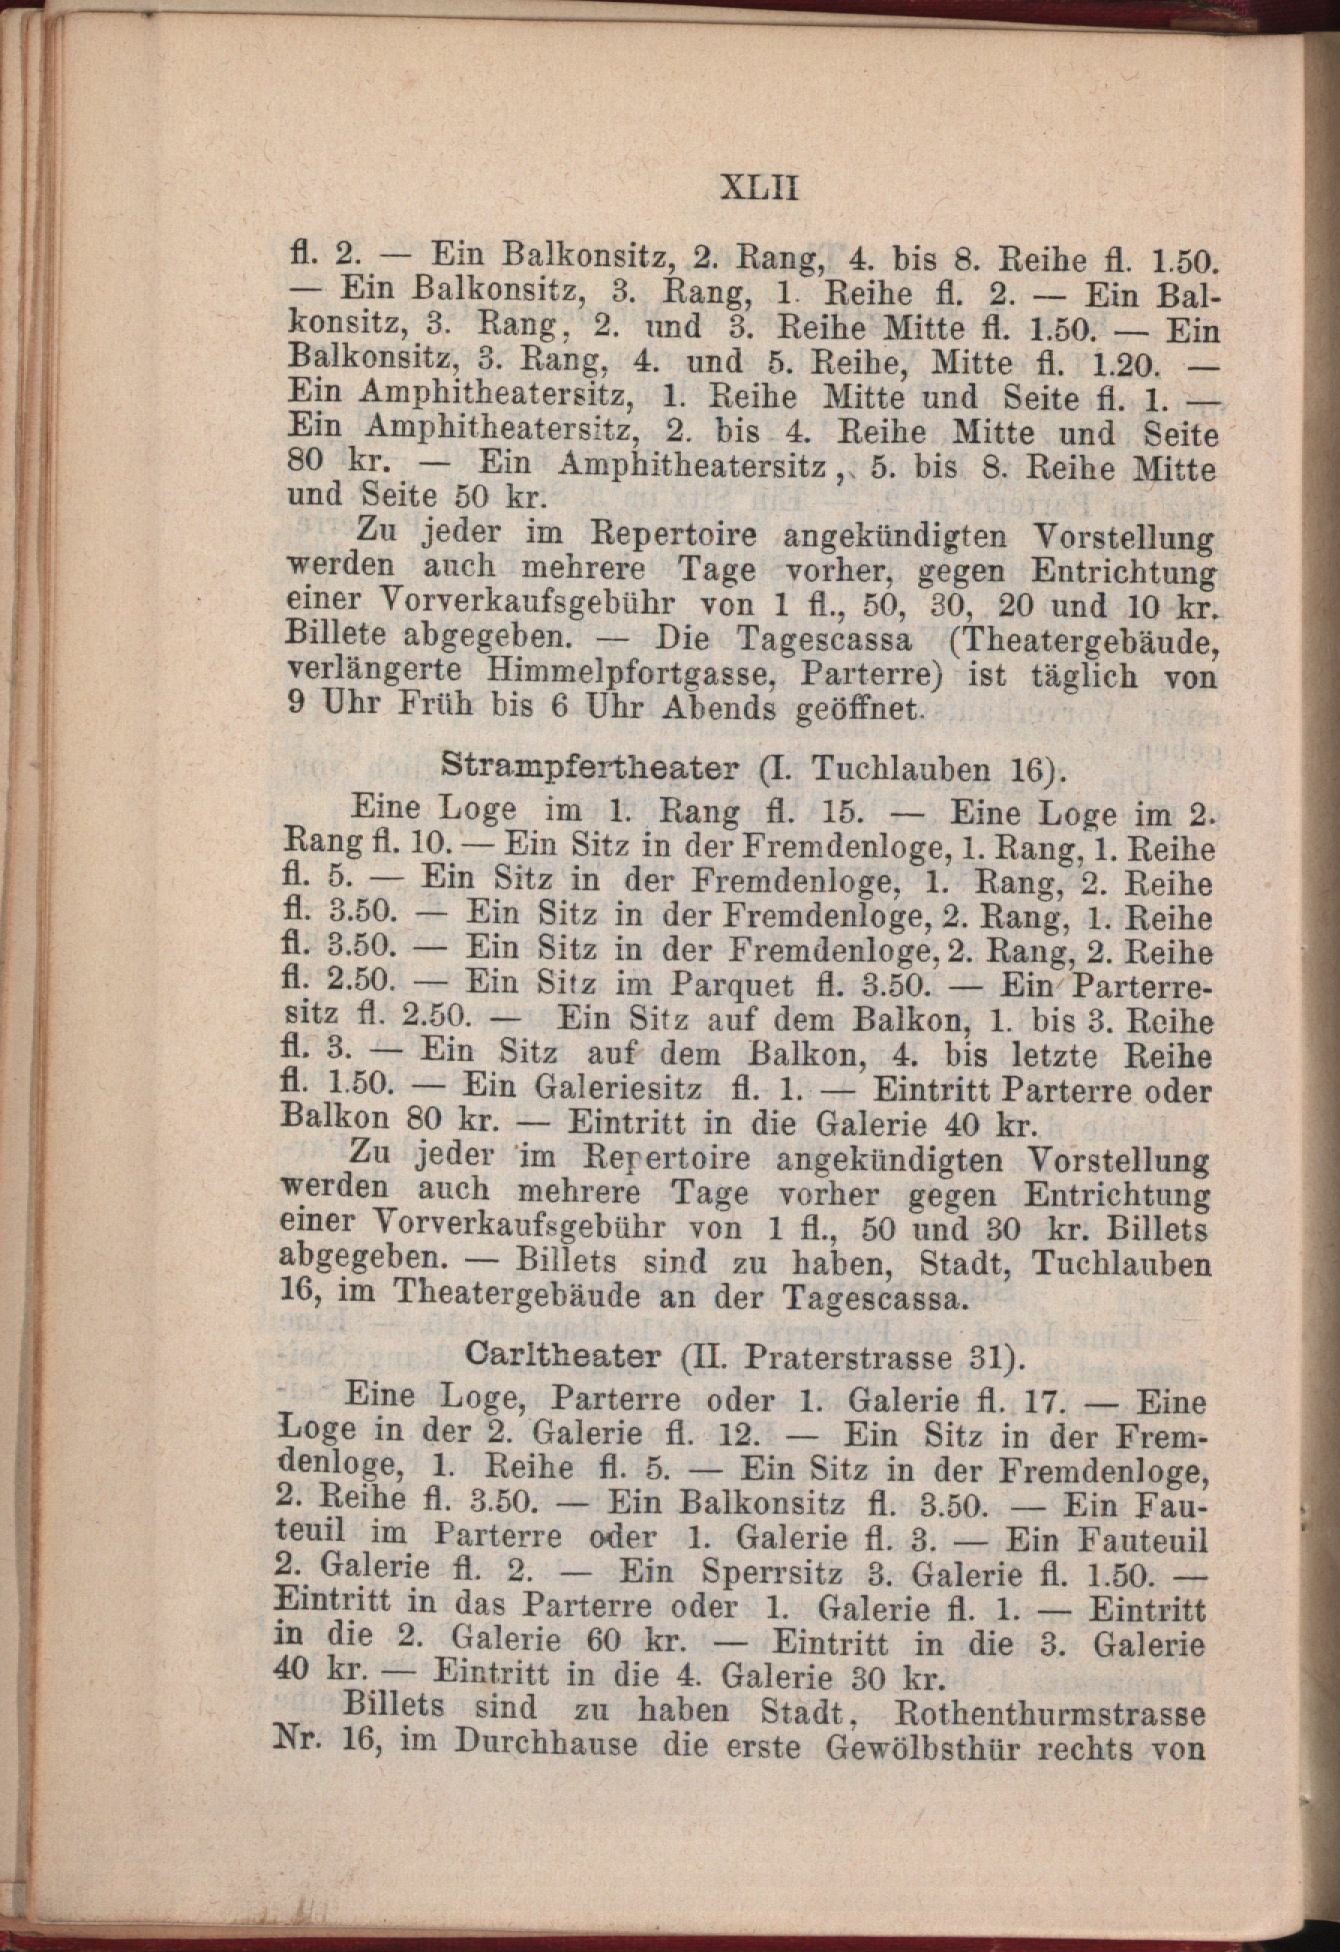 XLII
fl. 2. — Ein Balkonsitz, 2. Rang, 4. bis 8. Reihe fl. 1.50.
— Ein Balkonsitz, 3. Rang, 1. Reihe fl. 2. — Ein Bal-
konsitz, 3. Rang, 2. und 3. Reihe Mitte fl. 1.50. — Ein
Balkonsitz, 3. Rang, 4. und 5. Reihe, Mitte fl. 1.20. —
Ein Amphitheatersitz, 1. Reihe Mitte und Seite fl. 1. —
Ein Amphitheatersitz, 2. bis 4. Reihe Mitte und Seite
80 kr. — Ein Amphitheatersitz, 5. bis 8. Reihe Mitte
und Seite 50 kr.
Zu jeder im Repertoire angekündigten Vorstellung
werden auch mehrere Tage vorher, gegen Entrichtung
einer Vorverkaufsgebühr von 1 fl., 50, 30, 20 und 10 kr.
Billete abgegeben. — Die Tagescassa (Theatergebäude,
verlängerte Himmelpfortgasse, Parterre) ist täglich von
9 Uhr Früh bis 6 Uhr Abends geöffnet.
Strampfertheater (I. Tuchlauben 16).
Eine Loge im 1. Rang fl. 15. — Eine Loge im 2.
Rang fl. 10. — Ein Sitz in der Fremdenloge, 1. Rang, 1. Reihe
fl. 5. — Ein Sitz in der Fremdenloge, 1. Rang, 2. Reihe
fl. 3.50. — Ein Sitz in der Fremdenloge, 2. Rang, 1. Reihe
fl. 3.50. — Ein Sitz in der Fremdenloge, 2. Rang, 2. Reihe
fl. 2.50. — Ein Sitz im Parquet fl. 3.50. — Ein Parterre-
sitz fl. 2.50. — Ein Sitz auf dem Balkon, 1. bis 3. Reihe
fl. 3. — Ein Sitz auf dem Balkon, 4. bis letzte Reihe
fl. 1.50. — Ein Galeriesitz fl. 1. — Eintritt Parterre oder
Balkon 80 kr. — Eintritt in die Galerie 40 kr.
Zu jeder im Repertoire angekündigten Vorstellung
werden auch mehrere Tage vorher gegen Entrichtung
einer Vorverkaufsgebühr von 1 fl., 50 und 30 kr. Billets
abgegeben. — Billets sind zu haben, Stadt, Tuchlauben
16, im Theatergebäude an der Tagescassa.
Carltheater (II. Praterstrasse 31).
Eine Loge, Parterre oder 1. Galerie fl. 17. — Eine
Loge in der 2. Galerie fl. 12. — Ein Sitz in der Frem-
denloge, 1. Reihe fl. 5. — Ein Sitz in der Fremdenloge,
2. Reihe fl. 3.50. — Ein Balkonsitz fl. 3.50. — Ein Fau-
teuil im Parterre oder 1. Galerie fl. 3. — Ein Fauteuil
2. Galerie fl. 2. — Ein Sperrsitz 3. Galerie fl. 1.50. —
Eintritt in das Parterre oder 1. Galerie fl. 1. — Eintritt
in die 2. Galerie 60 kr. — Eintritt in die 3. Galerie
40 kr. — Eintritt in die 4. Galerie 30 kr.
Billets sind zu haben Stadt, Rothenthurmstrasse
Nr. 16, im Durchhause die erste Gewölbsthür rechts von